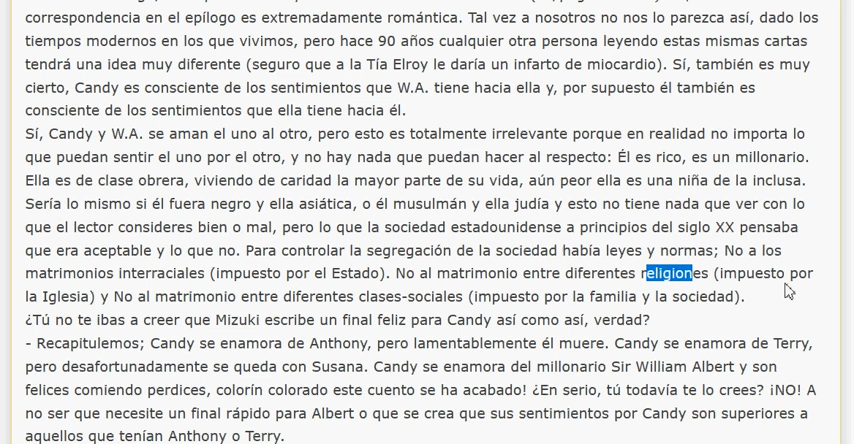 correspondencia en el epílogo es extremadamente romántica. Tal vez a nosotros no nos lo parezca así, dado los
tiempos modernos en los que vivimos, pero hace 90 años cualquier otra persona leyendo estas mismas cartas
tendrá una idea muy diferente (seguro que a la Tía Elroy le daría un infarto de miocardio). Sí, también es muy
cierto, Candy es consciente de los sentimientos que W.A. tiene hacia ella y, por supuesto él también es
consciente de los sentimientos que ella tiene hacia él.
Sí, Candy y W.A. se aman el uno al otro, pero esto es totalmente irrelevante porque en realidad no importa lo
que puedan sentir el uno por el otro, y no hay nada que puedan hacer al respecto: Él es rico, es un millonario.
Ella es de clase obrera, viviendo de caridad la mayor parte de su vida, aún peor ella es una niña de la inclusa.
Sería lo mismo si él fuera negro y ella asiática, o él musulmán y ella judía y esto no tiene nada que ver con lo
que el lector consideres bien o mal, pero lo que la sociedad estadounidense a principios del siglo XX pensaba
que era aceptable y lo que no. Para controlar la segregación de la sociedad había leyes y normas; No a los
matrimonios interraciales (impuesto por el Estado). No al matrimonio entre diferentes religiones (impuesto por
la Iglesia) y No al matrimonio entre diferentes clases-sociales (impuesto por la familia y la sociedad).
¿Tú no te ibas a creer que Mizuki escribe un final feliz para Candy así como así, verdad?
- Recapitulemos; Candy se enamora de Anthony, pero lamentablemente él muere. Candy se enamora de Terry,
pero desafortunadamente se queda con Susana. Candy se enamora del millonario Sir William Albert y son
felices comiendo perdices, colorín colorado este cuento se ha acabado! ¿En serio, tú todavía te lo crees? ¡NO! A
no ser que necesite un final rápido para Albert o que se crea que sus sentimientos por Candy son superiores a
aquellos que tenían Anthony o Terry.